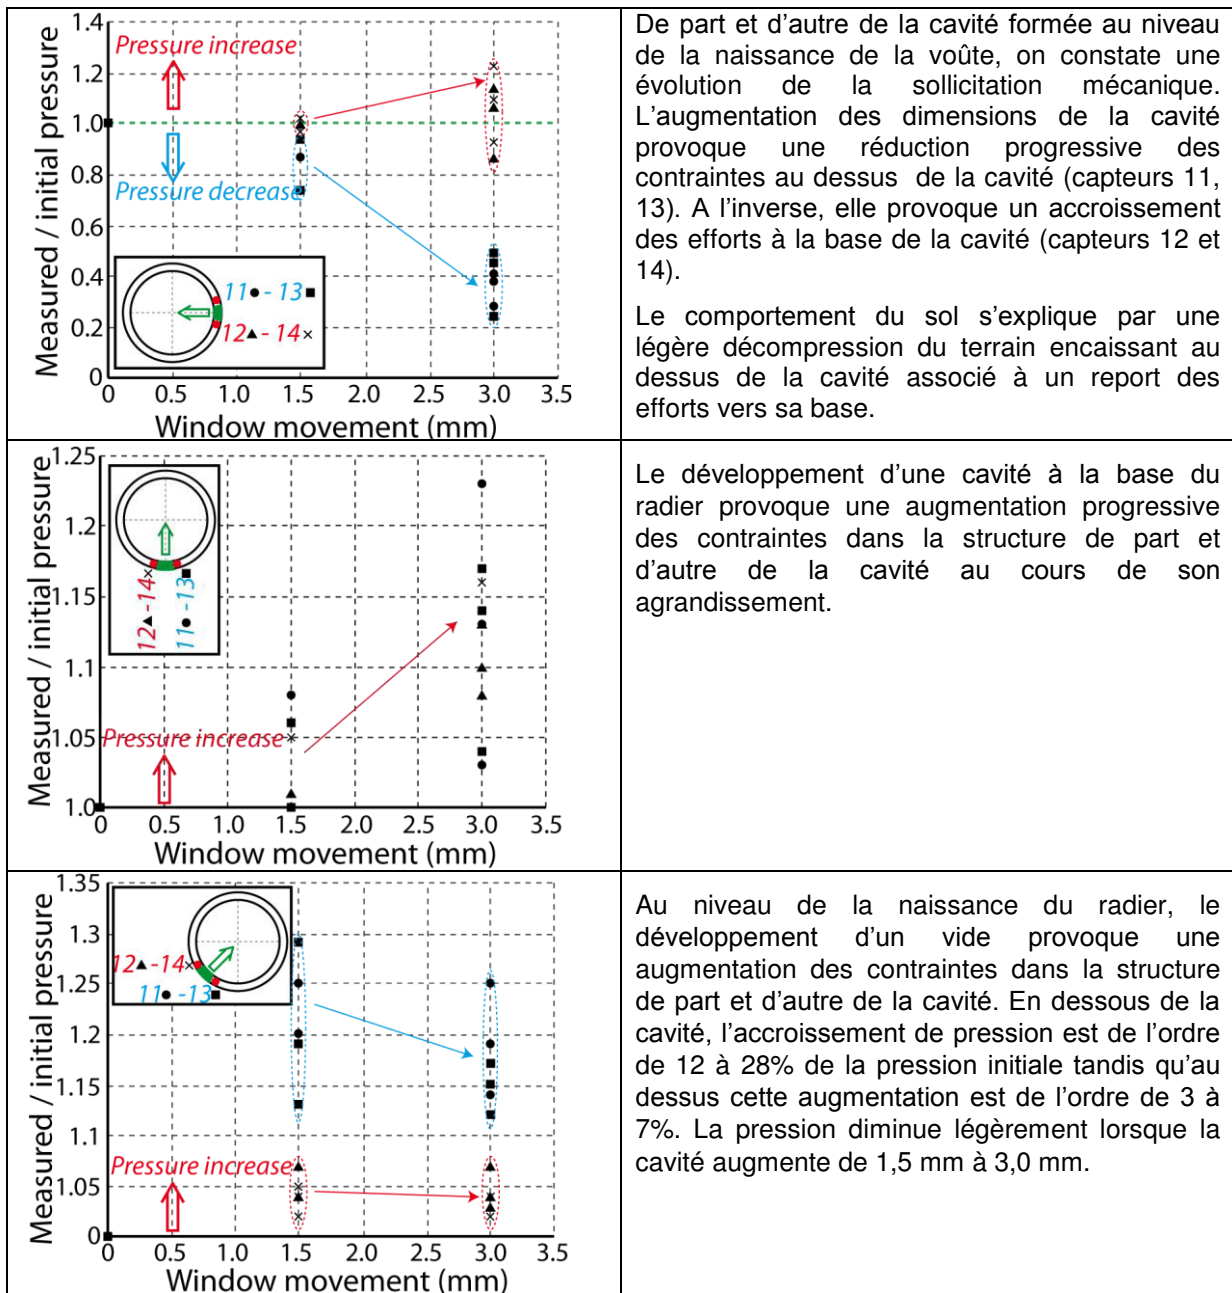 1.4
Pressure increase
1.2
1.0
0.8
Pressure decrease
0.6
0.4
0.2
0
11●- 13■
12▲- 14×
0.5
1.0
1.5
2.0
2.5
3.0
3.5
Measured / initial pressure
Window movement (mm)
De part et d’autre de la cavité formée au niveau
de la naissance de la voûte, on constate une
évolution de la sollicitation mécanique.
L’augmentation des dimensions de la cavité
provoque une réduction progressive des
contraintes au dessus de la cavité (capteurs 11,
13). A l’inverse, elle provoque un accroissement
des efforts à la base de la cavité (capteurs 12 et
14).
Le comportement du sol s’explique par une
légère décompression du terrain encaissant au
dessus de la cavité associé à un report des
efforts vers sa base.
1.25
1.2
1.15
1.1
1.05
1.0
12▲-14×
11●-13■
Pressure increase
0
0.5
1.0
1.5
2.0
2.5
3.0
3.5
Measured / initial pressure
Window movement (mm)
Le développement d’une cavité à la base du
radier provoque une augmentation progressive
des contraintes dans la structure de part et
d’autre de la cavité au cours de son
agrandissement.
1.35
1.3
1.25
1.2
1.15
1.1
1.05
0
12▲-14×
11●-13■
Pressure increase
0
0.5
1.0
1.5
2.0
2.5
3.0
3.5
Measured / initial pressure
Window movement (mm)
Au niveau de la naissance du radier, le
développement d’un vide provoque une
augmentation des contraintes dans la structure
de part et d’autre de la cavité. En dessous de la
cavité, l’accroissement de pression est de l’ordre
de 12 à 28% de la pression initiale tandis qu’au
dessus cette augmentation est de l’ordre de 3 à
7%. La pression diminue légèrement lorsque la
cavité augmente de 1,5 mm à 3,0 mm.